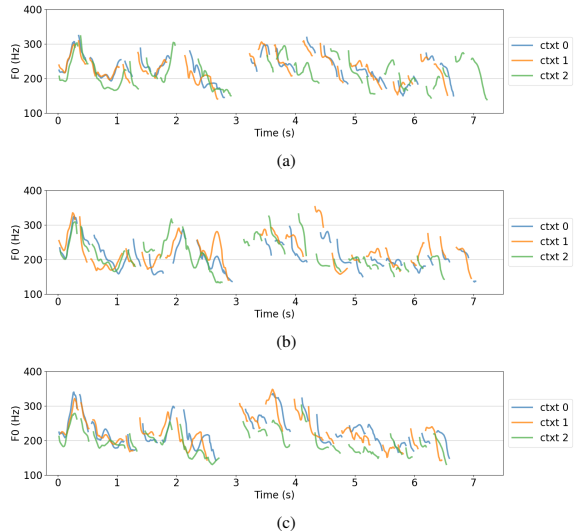 400
300
200
100
F0 (Hz)
0 1 2 3 4 5 6 7
Time (s)
ctxt 0
ctxt 1
ctxt 2
(a)
400
300
200
100
F0 (Hz)
0 1 2 3 4 5 6 7
Time (s)
ctxt 0
ctxt 1
ctxt 2
(b)
400
300
200
100
F0 (Hz)
0 1 2 3 4 5 6 7
Time (s)
ctxt 0
ctxt 1
ctxt 2
(c)